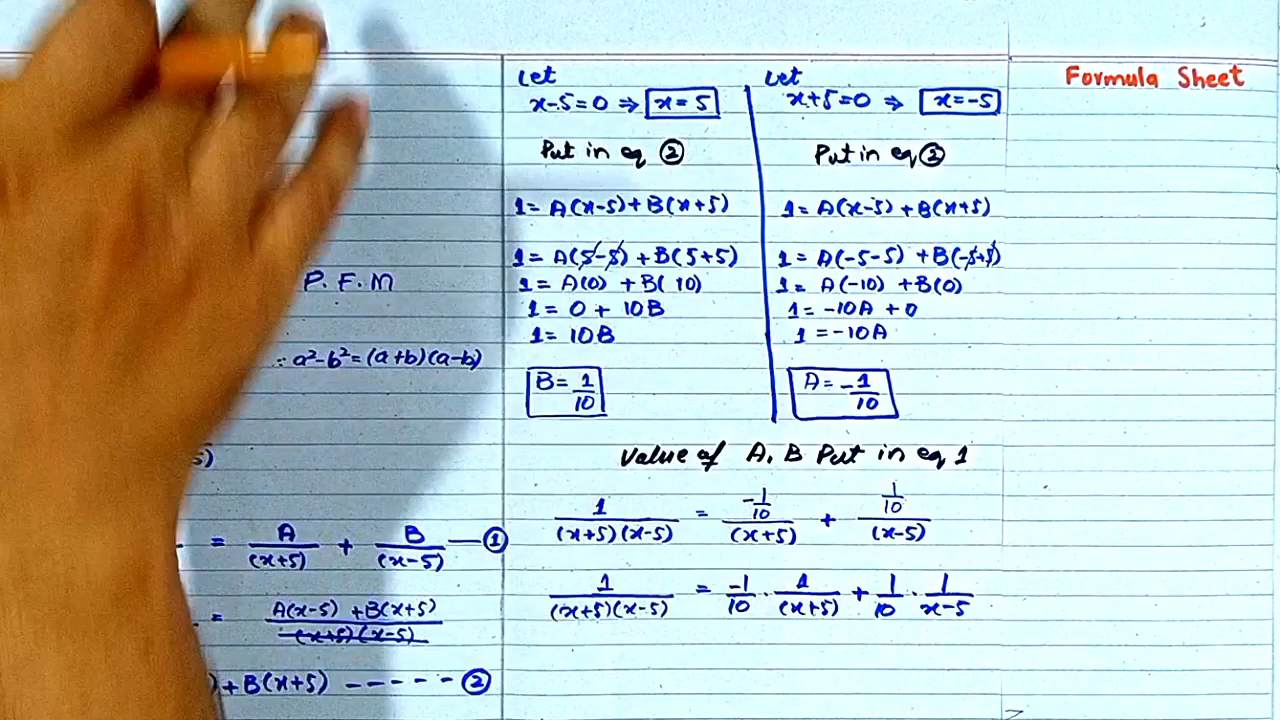 P.F.M
∵ a²-b²=(a+b)(a-b)
5)
= A/(x+5) + B/(x-5) — ①
= A(x-5)+B(x+5)/(x+5)(x-5)
)+B(x+5) ------ ②
Let
x-5=0 ⇒ x=5
Put in eq ②
1= A(x-5)+B(x+5)
1= A(5-5)+B(5+5)
1= A(0) + B(10)
1= 0 + 10B
1= 10B
B=1/10
Let
x+5=0 ⇒ x=-5
Put in eq ②
1= A(x-5)+B(x+5)
1= A(-5-5) +B(-5+5)
1= A(-10) +B(0)
1=-10A +0
1=-10A
A=-1/10
Value of A,B Put in eq 1
1/(x+5)(x-5) = -1/10/(x+5) + 1/10/(x-5)
1/(x+5)(x-5) = -1/10 · 1/(x+5) + 1/10 · 1/x-5
Formula Sheet